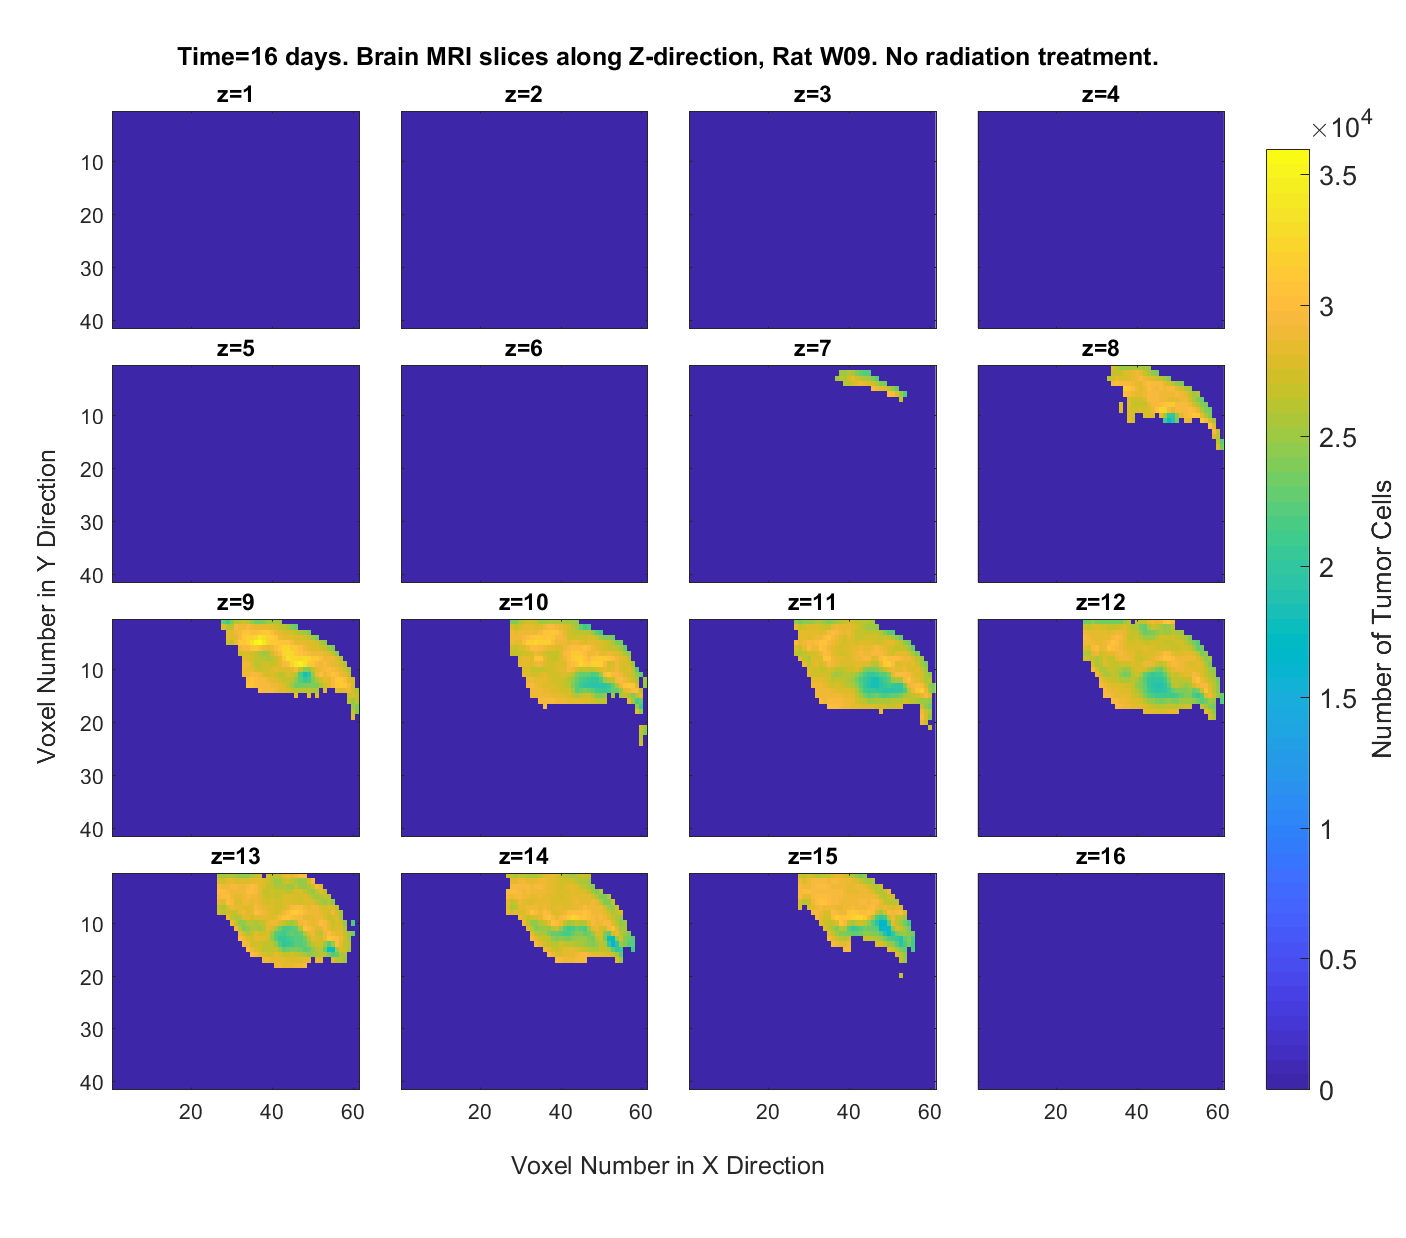 Time=16 days. Brain MRI slices along Z-direction, Rat W09. No radiation treatment.
z=1 z=2 z=3 z=4
10
20
30
40
z=5 z=6 z=7 z=8
10
20
30
40
z=9 z=10 z=11 z=12
10
20
30
40
z=13 z=14 z=15 z=16
10
20
30
40
20 40 60 20 40 60 20 40 60 20 40 60
Voxel Number in X Direction
Voxel Number in Y Direction
×10⁴
3.5
3
2.5
2
1.5
1
0.5
0
Number of Tumor Cells